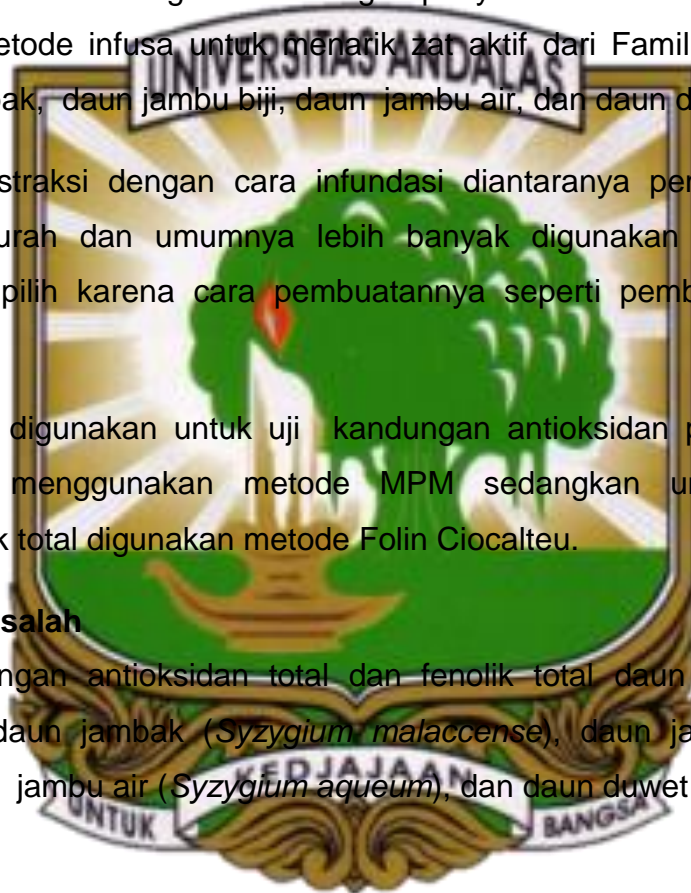 UNIVERSITAS ANDALAS
etode infusa untuk menarik zat aktif dari Famil
ak, daun jambu biji, daun jambu air, dan daun d
straksi dengan cara infundasi diantaranya per
urah dan umumnya lebih banyak digunakan
pilih karena cara pembuatannya seperti pemb
digunakan untuk uji kandungan antioksidan p
menggunakan metode MPM sedangkan u
k total digunakan metode Folin Ciocalteu.
salah
ngan antioksidan total dan fenolik total daun
daun jambak (Syzygium malaccense), daun ja
jambu air (Syzygium aqueum), dan daun duwet
UNTUK KEDJAJAAN BANGSA